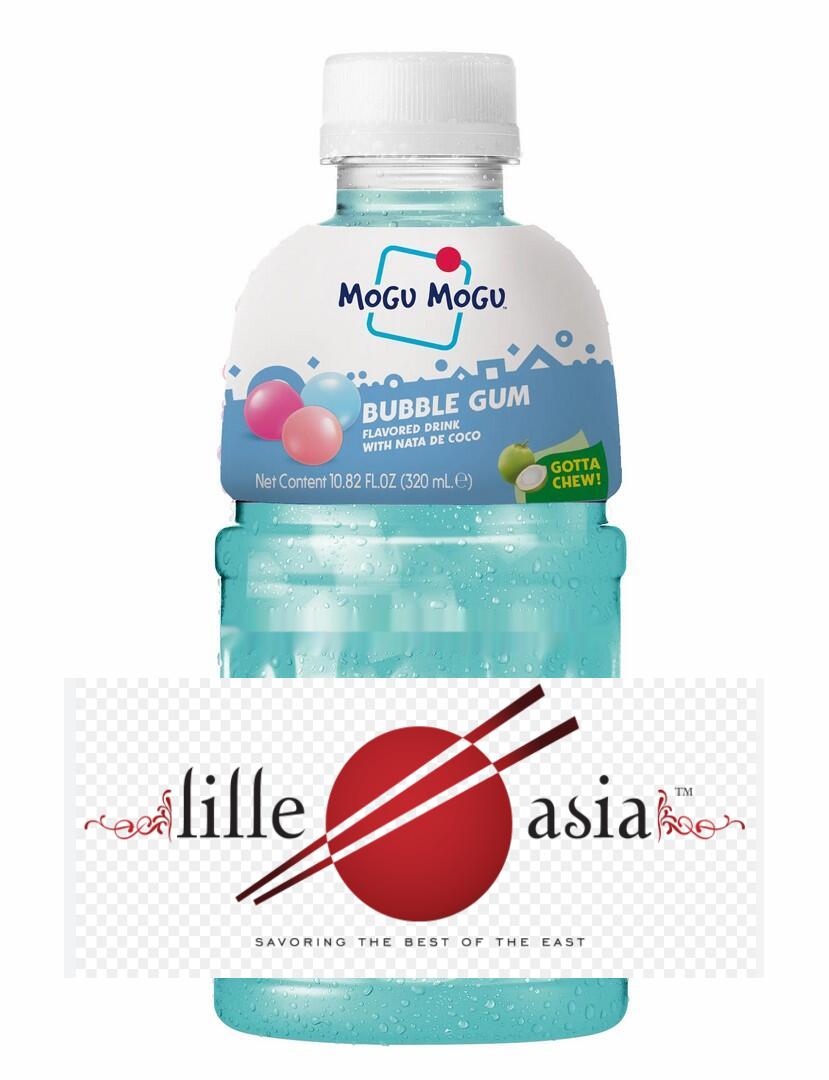 MOGU MOGU™
BUBBLE GUM
FLAVORED DRINK
WITH NATA DE COCO
GOTTA
CHEW!
Net Content 10.82 FL.OZ (320 mL.℮)
lille asia™
SAVORING THE BEST OF THE EAST